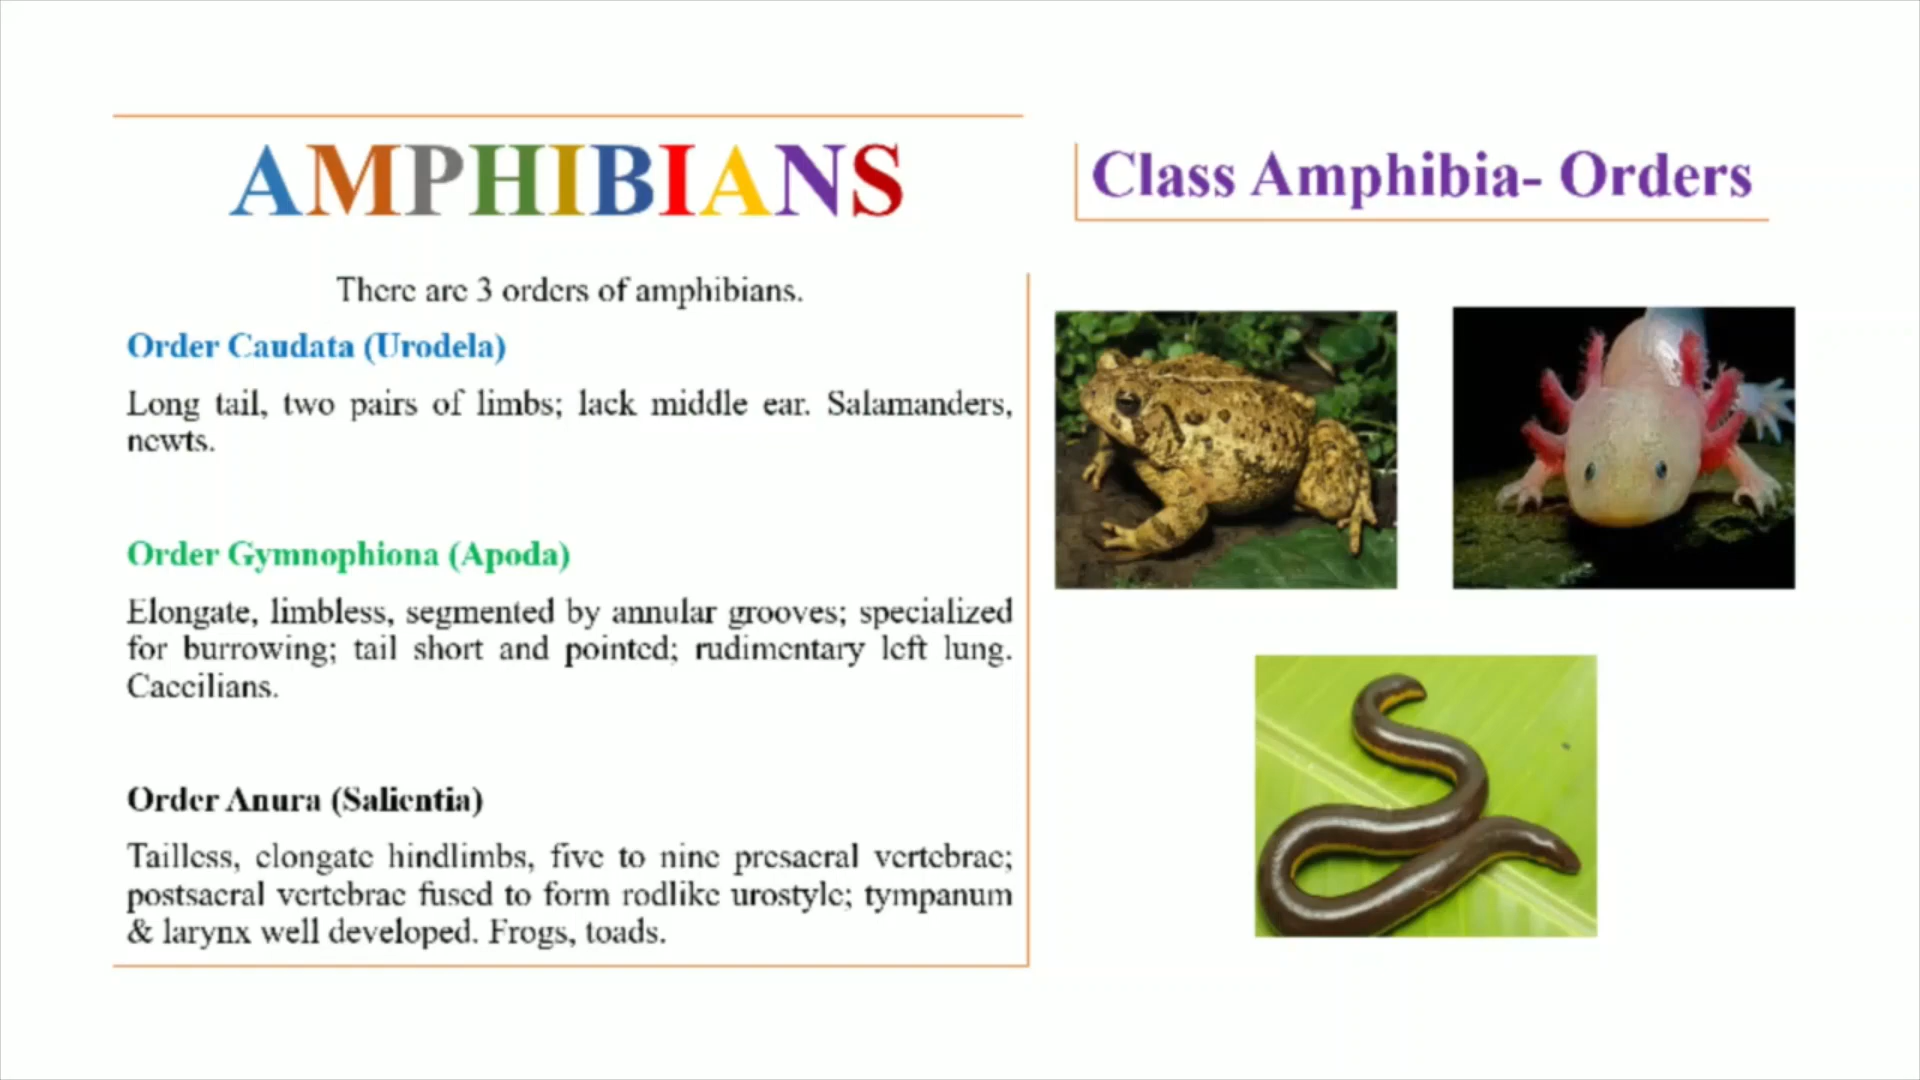 AMPHIBIANS
Class Amphibia- Orders
There are 3 orders of amphibians.
Order Caudata (Urodela)
Long tail, two pairs of limbs; lack middle ear. Salamanders,
newts.
Order Gymnophiona (Apoda)
Elongate, limbless, segmented by annular grooves; specialized
for burrowing; tail short and pointed; rudimentary left lung.
Caecilians.
Order Anura (Salientia)
Tailless, elongate hindlimbs, five to nine presacral vertebrae;
postsacral vertebrae fused to form rodlike urostyle; tympanum
& larynx well developed. Frogs, toads.